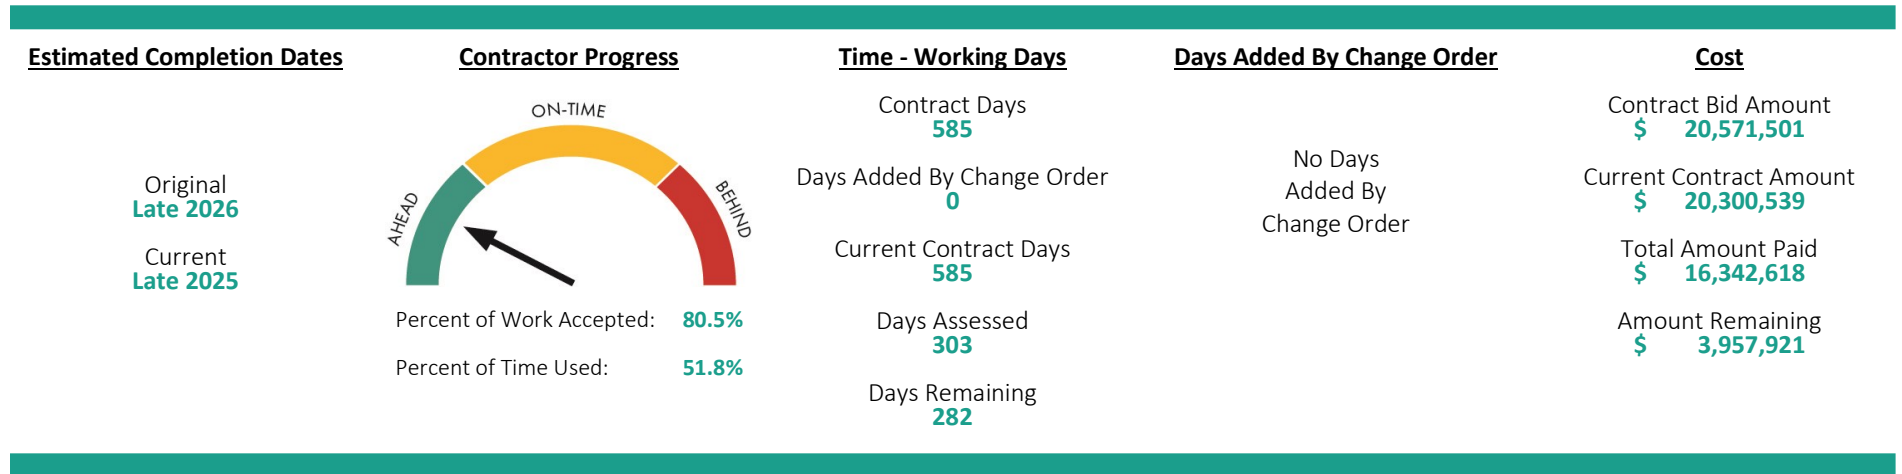 Estimated Completion Dates
Original
Late 2026
Current
Late 2025
Contractor Progress
ON-TIME
AHEAD
BEHIND
Percent of Work Accepted: 80.5%
Percent of Time Used: 51.8%
Time - Working Days
Contract Days
585
Days Added By Change Order
0
Current Contract Days
585
Days Assessed
303
Days Remaining
282
Days Added By Change Order
No Days
Added By
Change Order
Cost
Contract Bid Amount
$ 20,571,501
Current Contract Amount
$ 20,300,539
Total Amount Paid
$ 16,342,618
Amount Remaining
$ 3,957,921